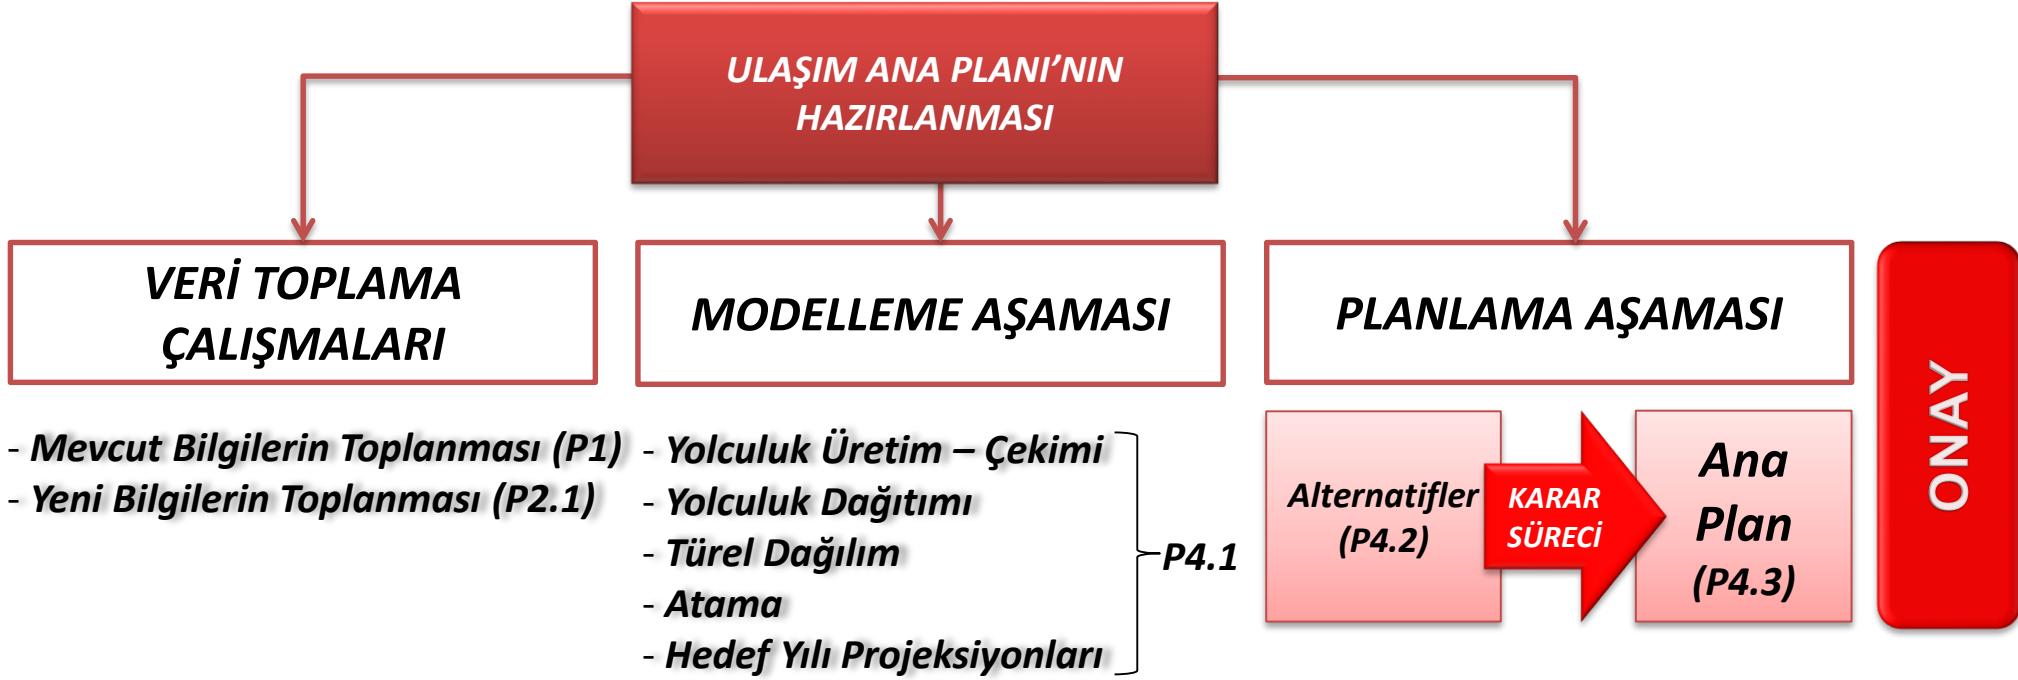 ULAŞIM ANA PLANI’NIN
HAZIRLANMASI
VERİ TOPLAMA
ÇALIŞMALARI
- Mevcut Bilgilerin Toplanması (P1)
- Yeni Bilgilerin Toplanması (P2.1)
MODELLEME AŞAMASI
- Yolculuk Üretim – Çekimi
- Yolculuk Dağıtımı
- Türel Dağılım
- Atama
- Hedef Yılı Projeksiyonları
P4.1
PLANLAMA AŞAMASI
Alternatifler
(P4.2)
KARAR
SÜRECİ
Ana
Plan
(P4.3)
ONAY